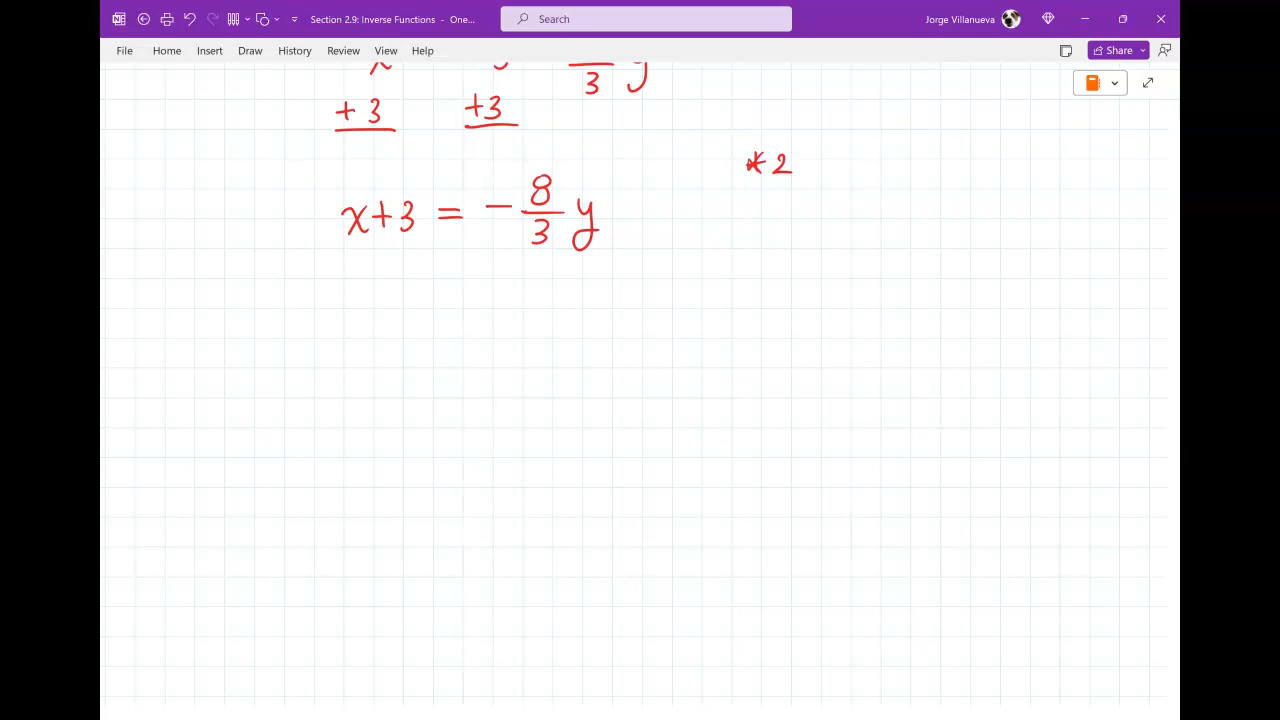 Section 2.9: Inverse Functions - One...
Search
Jorge Villanueva
File Home Insert Draw History Review View Help
Share
3
+3 +3
*2
x+3 = - 8/3 y